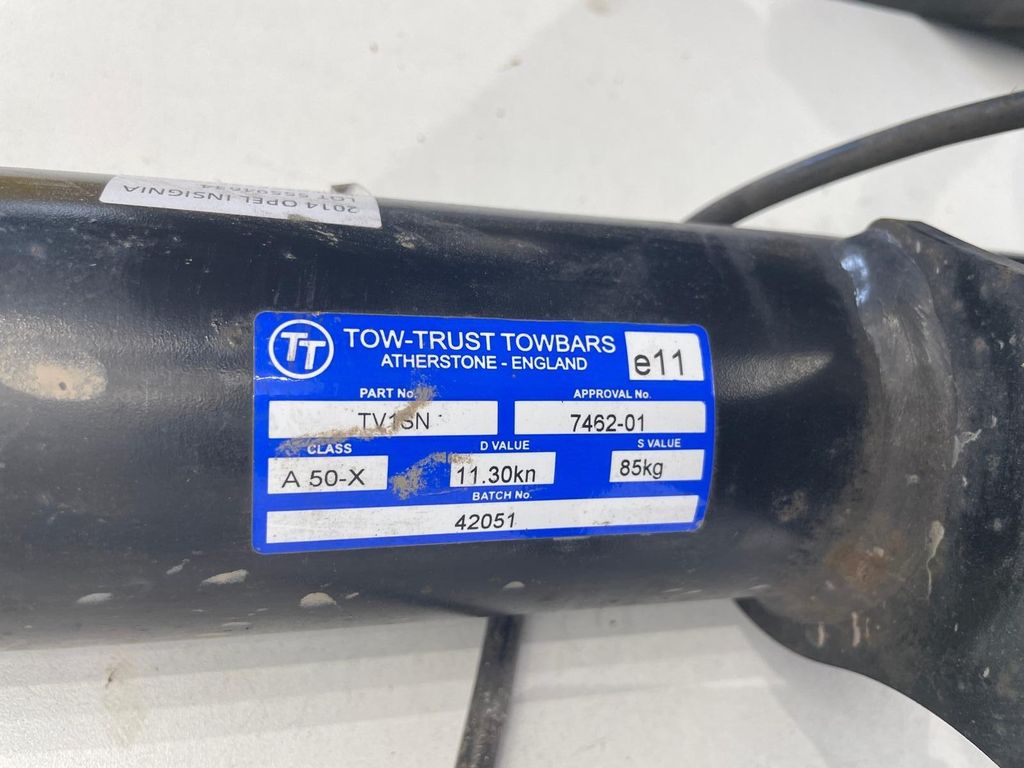 2014 OPEL INSIGNIA
TT
TOW-TRUST TOWBARS
ATHERSTONE - ENGLAND
e11
PART No. APPROVAL No.
TV1SN 7462-01
CLASS D VALUE S VALUE
A 50-X 11.30kn 85kg
BATCH No.
42051